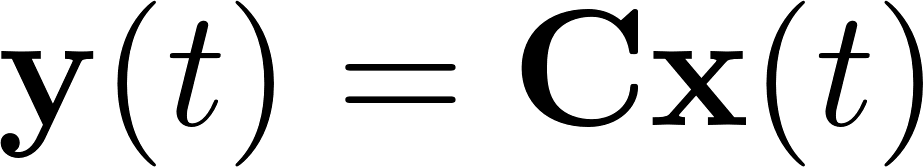 y(t) = Cx(t)